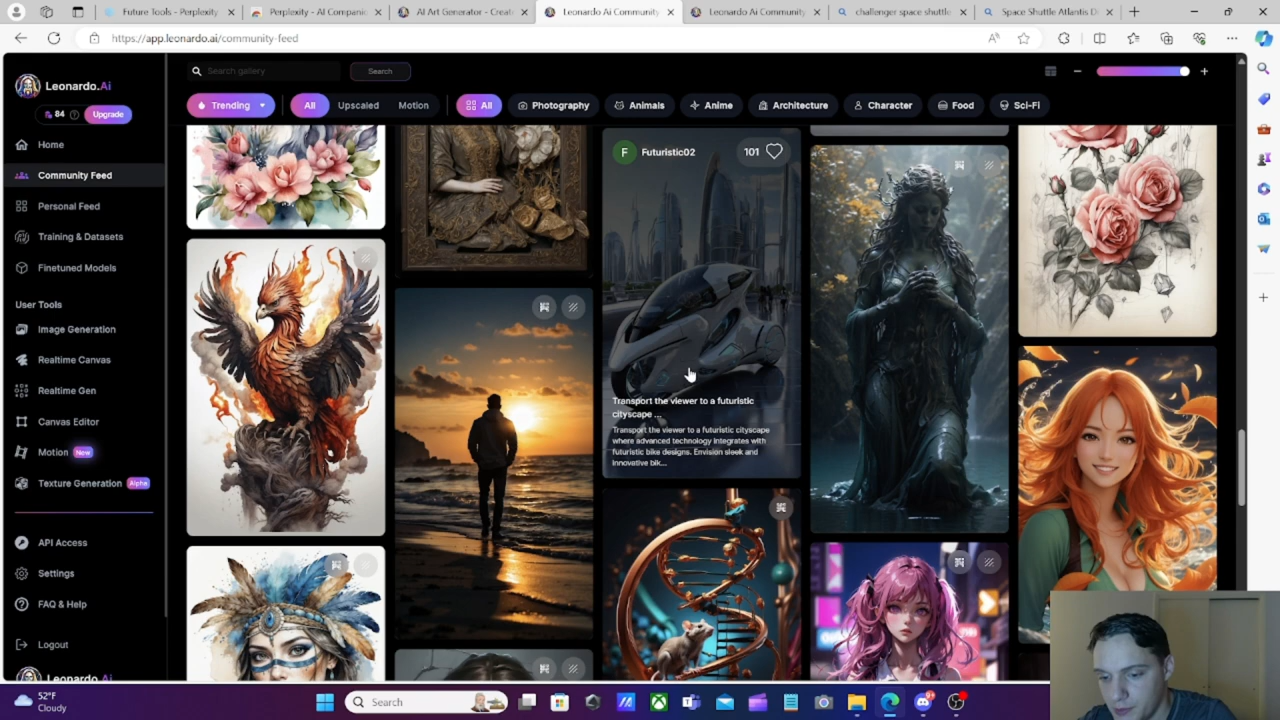 Future Tools - Perplexity
Perplexity - AI Companio
AI Art Generator - Create
Leonardo Ai Community
Leonardo Ai Community
challenger space shuttle
Space Shuttle Atlantis D
https://app.leonardo.ai/community-feed
Leonardo.Ai
84
Upgrade
Home
Community Feed
Personal Feed
Training & Datasets
Finetuned Models
User Tools
Image Generation
Realtime Canvas
Realtime Gen
Canvas Editor
Motion New
Texture Generation Alpha
API Access
Settings
FAQ & Help
Logout
Leonardo.Ai
Search gallery
Search
Trending
All
Upscaled
Motion
All
Photography
Animals
Anime
Architecture
Character
Food
Sci-Fi
F
Futuristic02
101
Transport the viewer to a futuristic
cityscape ...
Transport the viewer to a futuristic cityscape
where advanced technology integrates with
futuristic bike designs. Envision sleek and
innovative bik...
52°F
Cloudy
Search